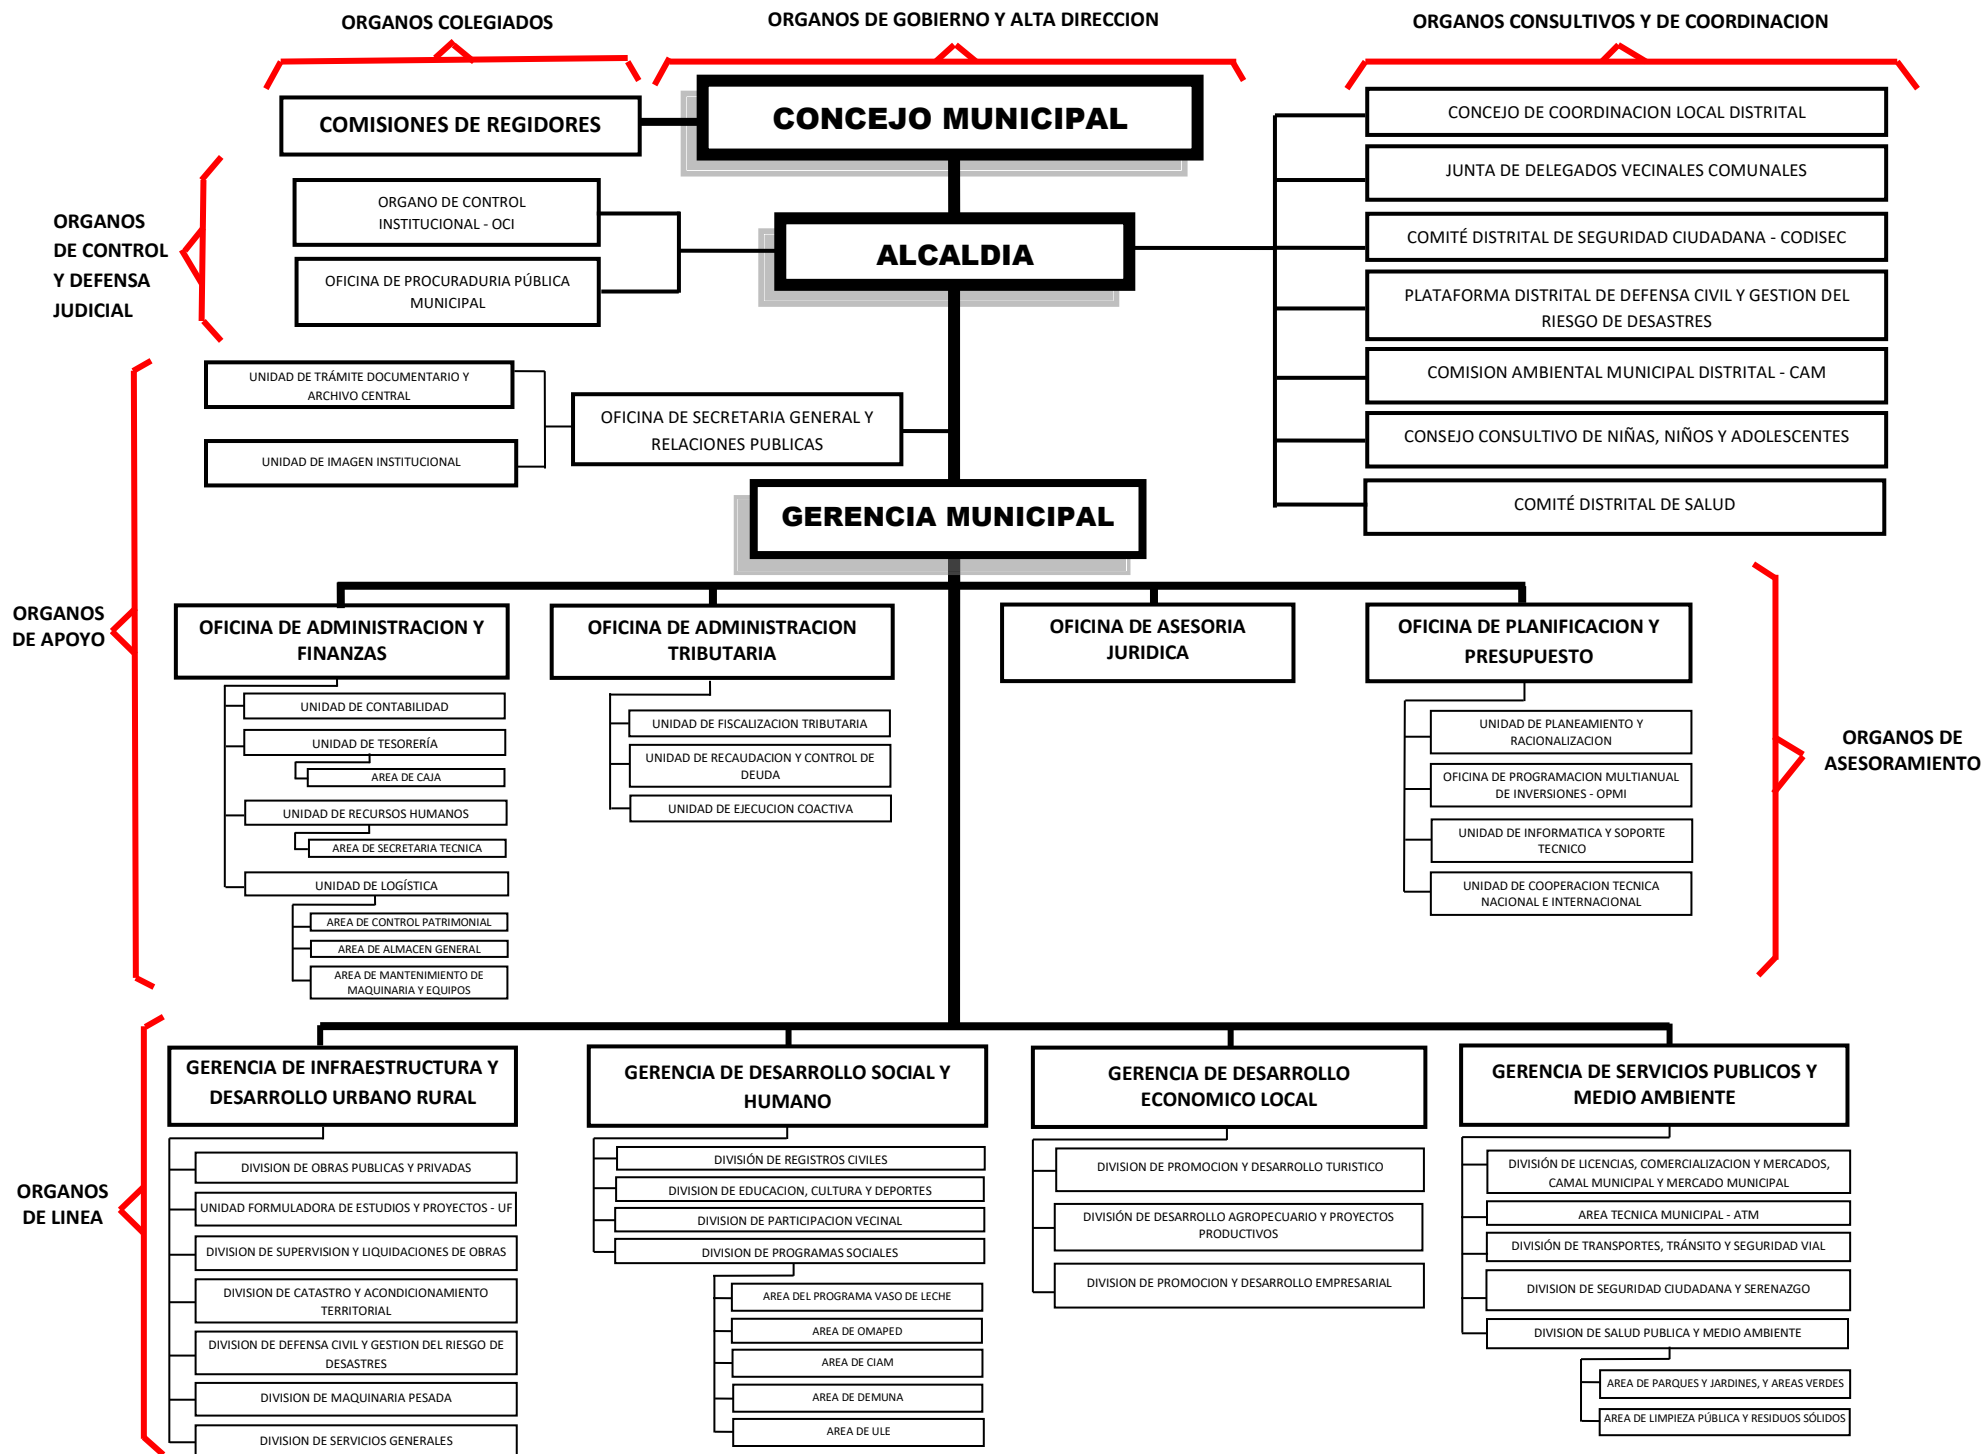 ORGANOS COLEGIADOS
ORGANOS DE GOBIERNO Y ALTA DIRECCION
ORGANOS CONSULTIVOS Y DE COORDINACION
COMISIONES DE REGIDORES
CONCEJO MUNICIPAL
CONCEJO DE COORDINACION LOCAL DISTRITAL
JUNTA DE DELEGADOS VECINALES COMUNALES
COMITÉ DISTRITAL DE SEGURIDAD CIUDADANA - CODISEC
PLATAFORMA DISTRITAL DE DEFENSA CIVIL Y GESTION DEL
RIESGO DE DESASTRES
COMISION AMBIENTAL MUNICIPAL DISTRITAL - CAM
CONSEJO CONSULTIVO DE NIÑAS, NIÑOS Y ADOLESCENTES
COMITÉ DISTRITAL DE SALUD
ORGANOS
DE CONTROL
Y DEFENSA
JUDICIAL
ORGANO DE CONTROL
INSTITUCIONAL - OCI
OFICINA DE PROCURADURIA PÚBLICA
MUNICIPAL
ALCALDIA
UNIDAD DE TRÁMITE DOCUMENTARIO Y
ARCHIVO CENTRAL
UNIDAD DE IMAGEN INSTITUCIONAL
OFICINA DE SECRETARIA GENERAL Y
RELACIONES PUBLICAS
GERENCIA MUNICIPAL
ORGANOS
DE APOYO
OFICINA DE ADMINISTRACION Y
FINANZAS
UNIDAD DE CONTABILIDAD
UNIDAD DE TESORERÍA
AREA DE CAJA
UNIDAD DE RECURSOS HUMANOS
AREA DE SECRETARIA TECNICA
UNIDAD DE LOGÍSTICA
AREA DE CONTROL PATRIMONIAL
AREA DE ALMACEN GENERAL
AREA DE MANTENIMIENTO DE
MAQUINARIA Y EQUIPOS
OFICINA DE ADMINISTRACION
TRIBUTARIA
UNIDAD DE FISCALIZACION TRIBUTARIA
UNIDAD DE RECAUDACION Y CONTROL DE
DEUDA
UNIDAD DE EJECUCION COACTIVA
OFICINA DE ASESORIA
JURIDICA
OFICINA DE PLANIFICACION Y
PRESUPUESTO
UNIDAD DE PLANEAMIENTO Y
RACIONALIZACION
OFICINA DE PROGRAMACION MULTIANUAL
DE INVERSIONES - OPMI
UNIDAD DE INFORMATICA Y SOPORTE
TECNICO
UNIDAD DE COOPERACION TECNICA
NACIONAL E INTERNACIONAL
ORGANOS DE
ASESORAMIENTO
ORGANOS
DE LINEA
GERENCIA DE INFRAESTRUCTURA Y
DESARROLLO URBANO RURAL
DIVISION DE OBRAS PUBLICAS Y PRIVADAS
UNIDAD FORMULADORA DE ESTUDIOS Y PROYECTOS - UF
DIVISION DE SUPERVISION Y LIQUIDACIONES DE OBRAS
DIVISION DE CATASTRO Y ACONDICIONAMIENTO
TERRITORIAL
DIVISION DE DEFENSA CIVIL Y GESTION DEL RIESGO DE
DESASTRES
DIVISION DE MAQUINARIA PESADA
DIVISION DE SERVICIOS GENERALES
GERENCIA DE DESARROLLO SOCIAL Y
HUMANO
DIVISIÓN DE REGISTROS CIVILES
DIVISION DE EDUCACION, CULTURA Y DEPORTES
DIVISION DE PARTICIPACION VECINAL
DIVISION DE PROGRAMAS SOCIALES
AREA DEL PROGRAMA VASO DE LECHE
AREA DE OMAPED
AREA DE CIAM
AREA DE DEMUNA
AREA DE ULE
GERENCIA DE DESARROLLO
ECONOMICO LOCAL
DIVISION DE PROMOCION Y DESARROLLO TURISTICO
DIVISIÓN DE DESARROLLO AGROPECUARIO Y PROYECTOS
PRODUCTIVOS
DIVISION DE PROMOCION Y DESARROLLO EMPRESARIAL
GERENCIA DE SERVICIOS PUBLICOS Y
MEDIO AMBIENTE
DIVISIÓN DE LICENCIAS, COMERCIALIZACION Y MERCADOS,
CAMAL MUNICIPAL Y MERCADO MUNICIPAL
AREA TECNICA MUNICIPAL - ATM
DIVISIÓN DE TRANSPORTES, TRÁNSITO Y SEGURIDAD VIAL
DIVISION DE SEGURIDAD CIUDADANA Y SERENAZGO
DIVISION DE SALUD PUBLICA Y MEDIO AMBIENTE
AREA DE PARQUES Y JARDINES, Y AREAS VERDES
AREA DE LIMPIEZA PÚBLICA Y RESIDUOS SÓLIDOS